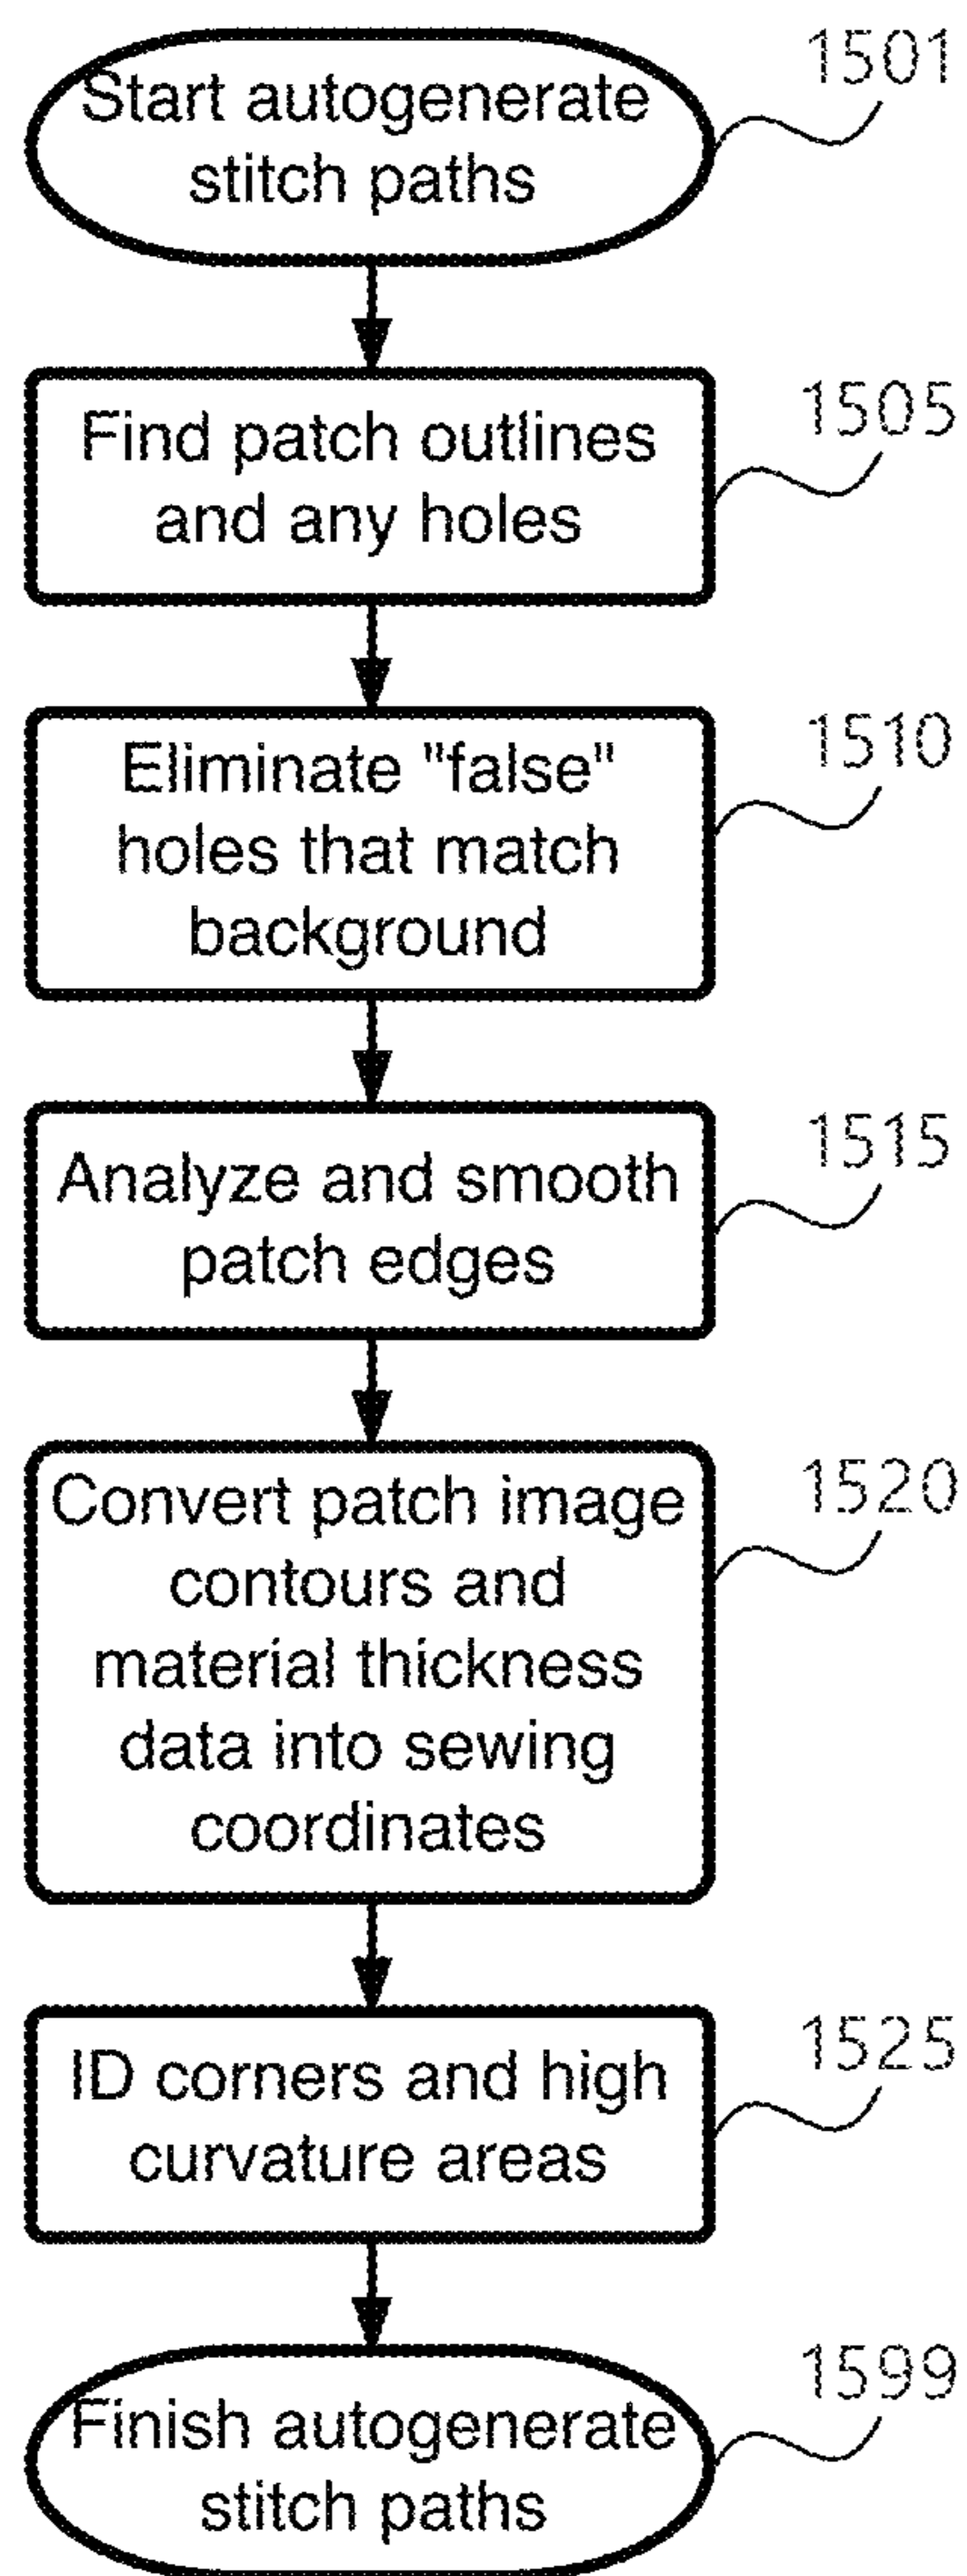 Start autogenerate
stitch paths
1501
Find patch outlines
and any holes
1505
Eliminate "false"
holes that match
background
1510
Analyze and smooth
patch edges
1515
Convert patch image
contours and
material thickness
data into sewing
coordinates
1520
ID corners and high
curvature areas
1525
Finish autogenerate
stitch paths
1599